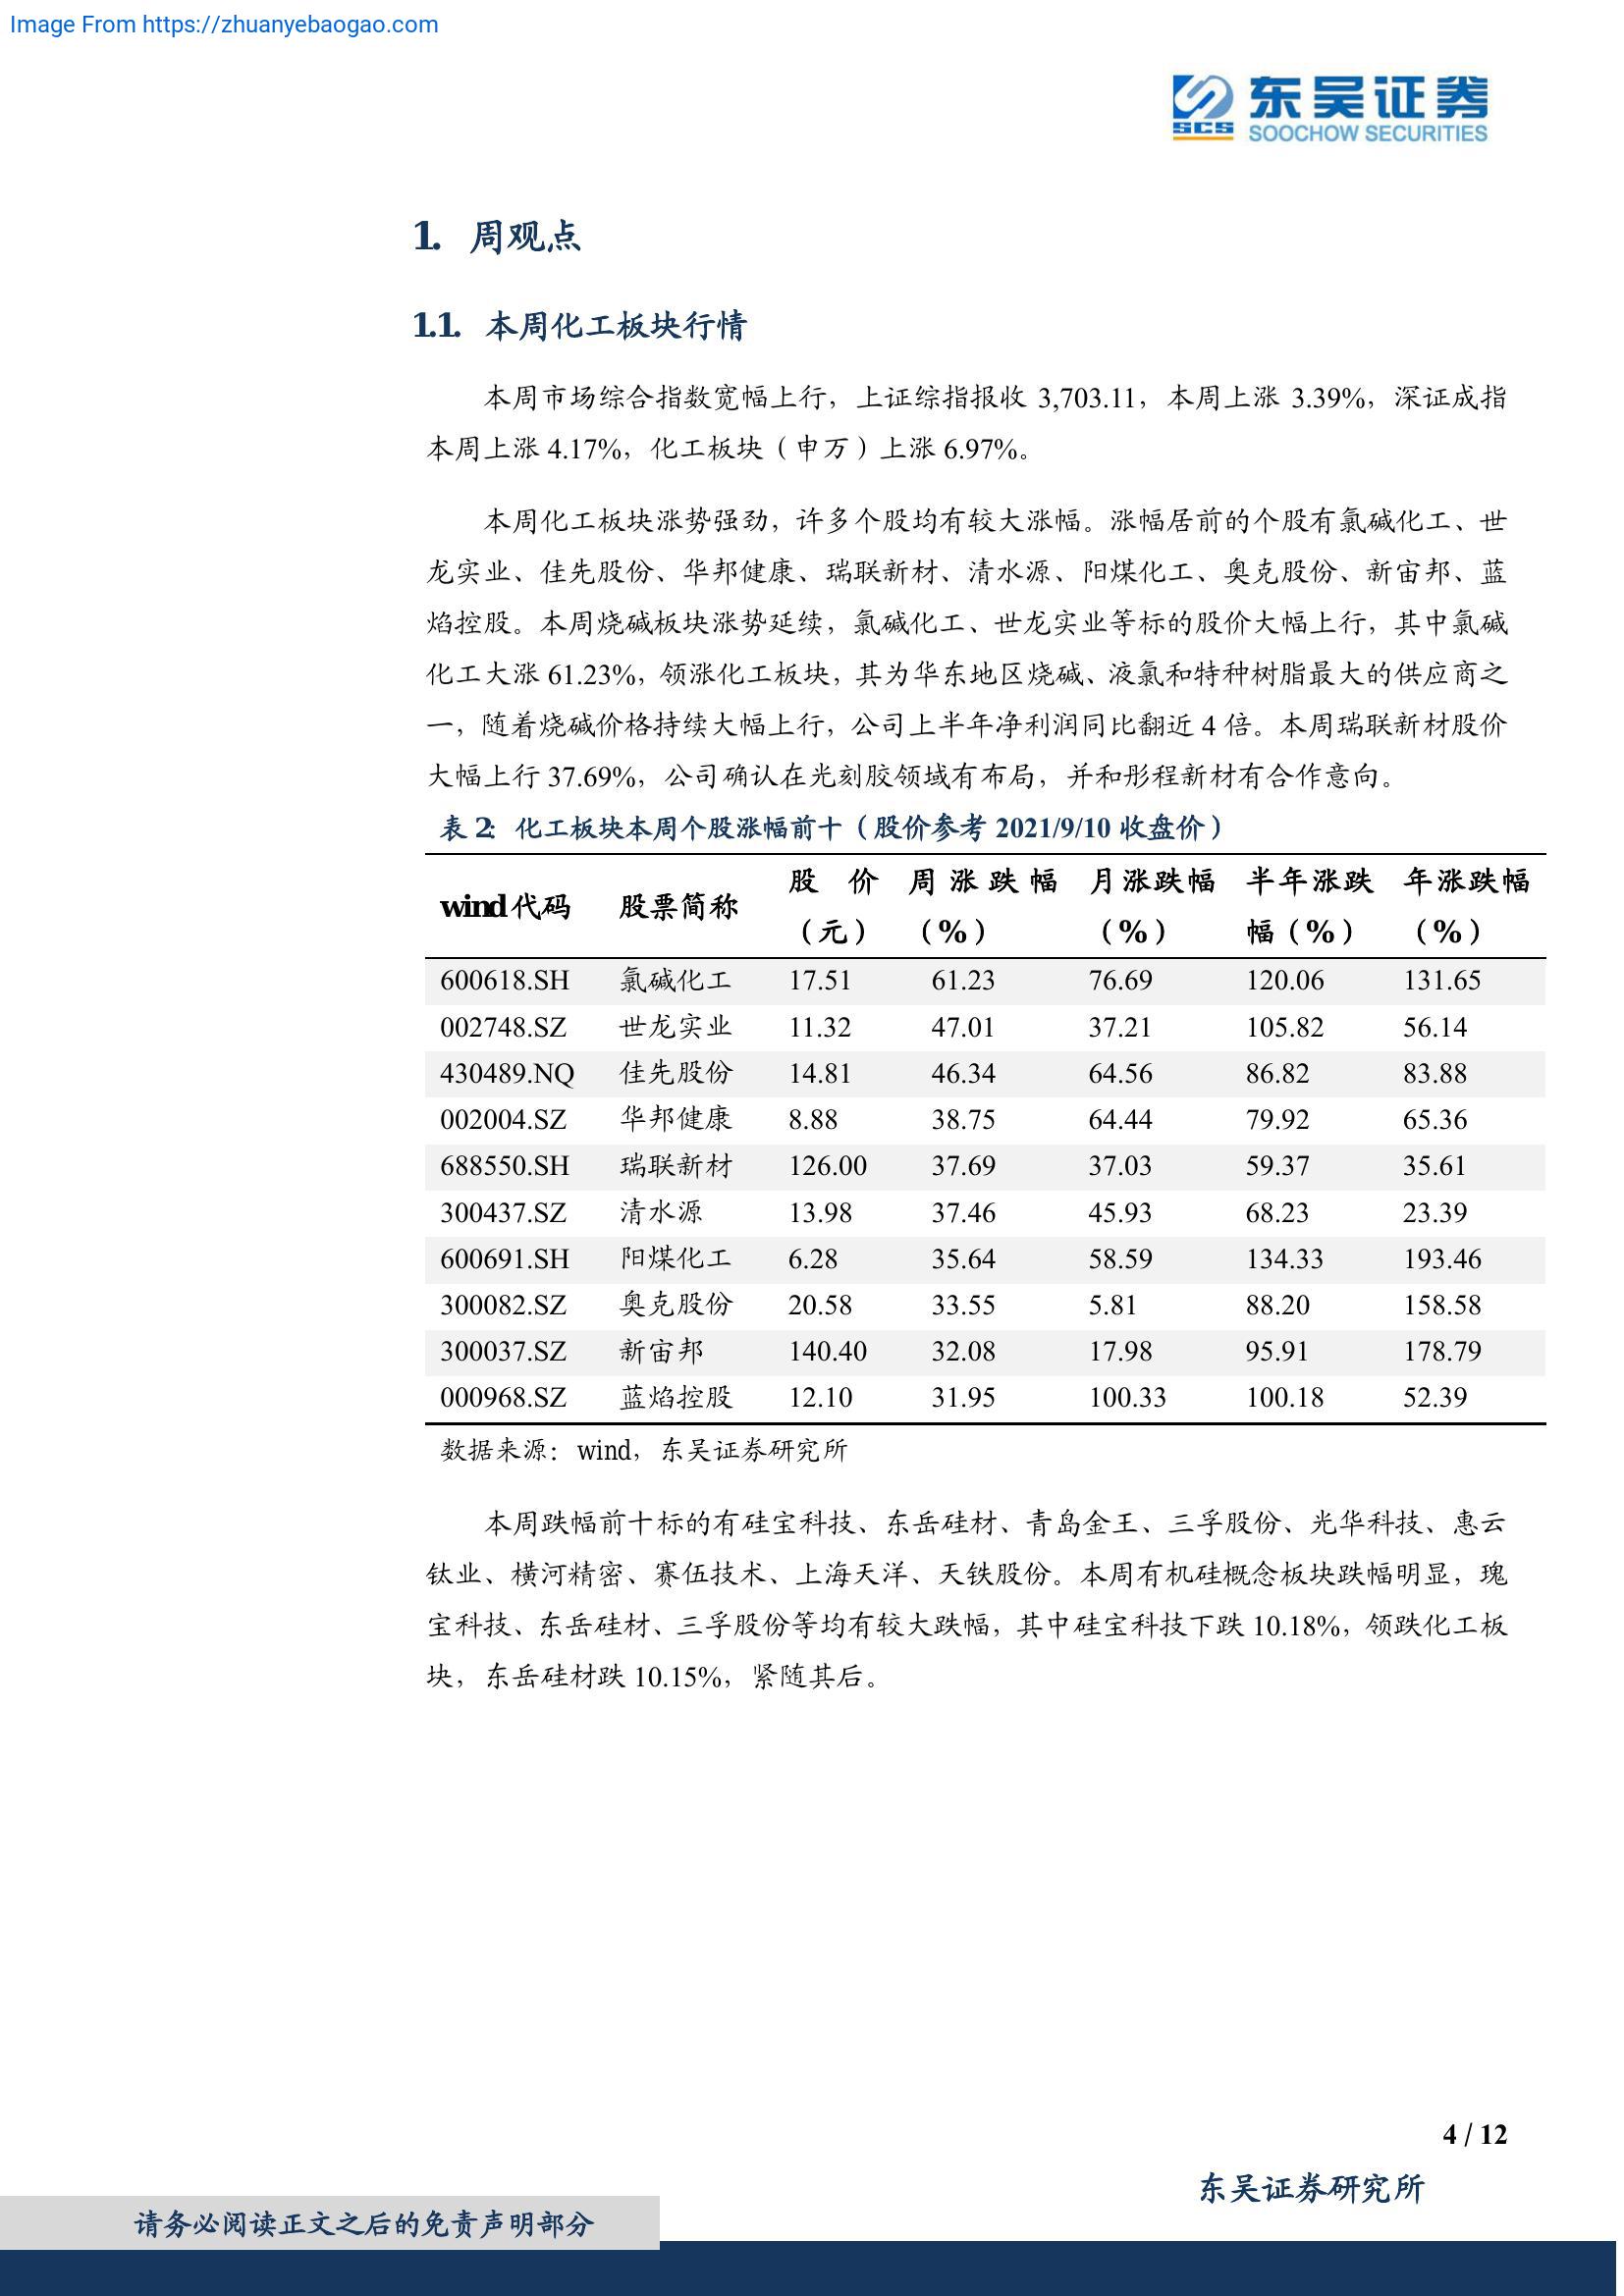 Image From https://zhuanyebaogao.com
SCS 东吴证券
SOOCHOW SECURITIES
1. 周观点
1.1. 本周化工板块行情
本周市场综合指数宽幅上行，上证综指报收 3,703.11，本周上涨 3.39%，深证成指
本周上涨 4.17%，化工板块（申万）上涨 6.97%。
本周化工板块涨势强劲，许多个股均有较大涨幅。涨幅居前的个股有氯碱化工、世
龙实业、佳先股份、华邦健康、瑞联新材、清水源、阳煤化工、奥克股份、新宙邦、蓝
焰控股。本周烧碱板块涨势延续，氯碱化工、世龙实业等标的股价大幅上行，其中氯碱
化工大涨 61.23%，领涨化工板块，其为华东地区烧碱、液氯和特种树脂最大的供应商之
一，随着烧碱价格持续大幅上行，公司上半年净利润同比翻近 4 倍。本周瑞联新材股价
大幅上行 37.69%，公司确认在光刻胶领域有布局，并和彤程新材有合作意向。
表 2: 化工板块本周个股涨幅前十（股价参考 2021/9/10 收盘价）
wind 代码 股票简称 股价（元） 周涨跌幅（%） 月涨跌幅（%） 半年涨跌幅（%） 年涨跌幅（%）
600618.SH 氯碱化工 17.51 61.23 76.69 120.06 131.65
002748.SZ 世龙实业 11.32 47.01 37.21 105.82 56.14
430489.NQ 佳先股份 14.81 46.34 64.56 86.82 83.88
002004.SZ 华邦健康 8.88 38.75 64.44 79.92 65.36
688550.SH 瑞联新材 126.00 37.69 37.03 59.37 35.61
300437.SZ 清水源 13.98 37.46 45.93 68.23 23.39
600691.SH 阳煤化工 6.28 35.64 58.59 134.33 193.46
300082.SZ 奥克股份 20.58 33.55 5.81 88.20 158.58
300037.SZ 新宙邦 140.40 32.08 17.98 95.91 178.79
000968.SZ 蓝焰控股 12.10 31.95 100.33 100.18 52.39
数据来源：wind，东吴证券研究所
本周跌幅前十标的有硅宝科技、东岳硅材、青岛金王、三孚股份、光华科技、惠云
钛业、横河精密、赛伍技术、上海天洋、天铁股份。本周有机硅概念板块跌幅明显，瑰
宝科技、东岳硅材、三孚股份等均有较大跌幅，其中硅宝科技下跌 10.18%，领跌化工板
块，东岳硅材跌 10.15%，紧随其后。
4 / 12
东吴证券研究所
请务必阅读正文之后的免责声明部分